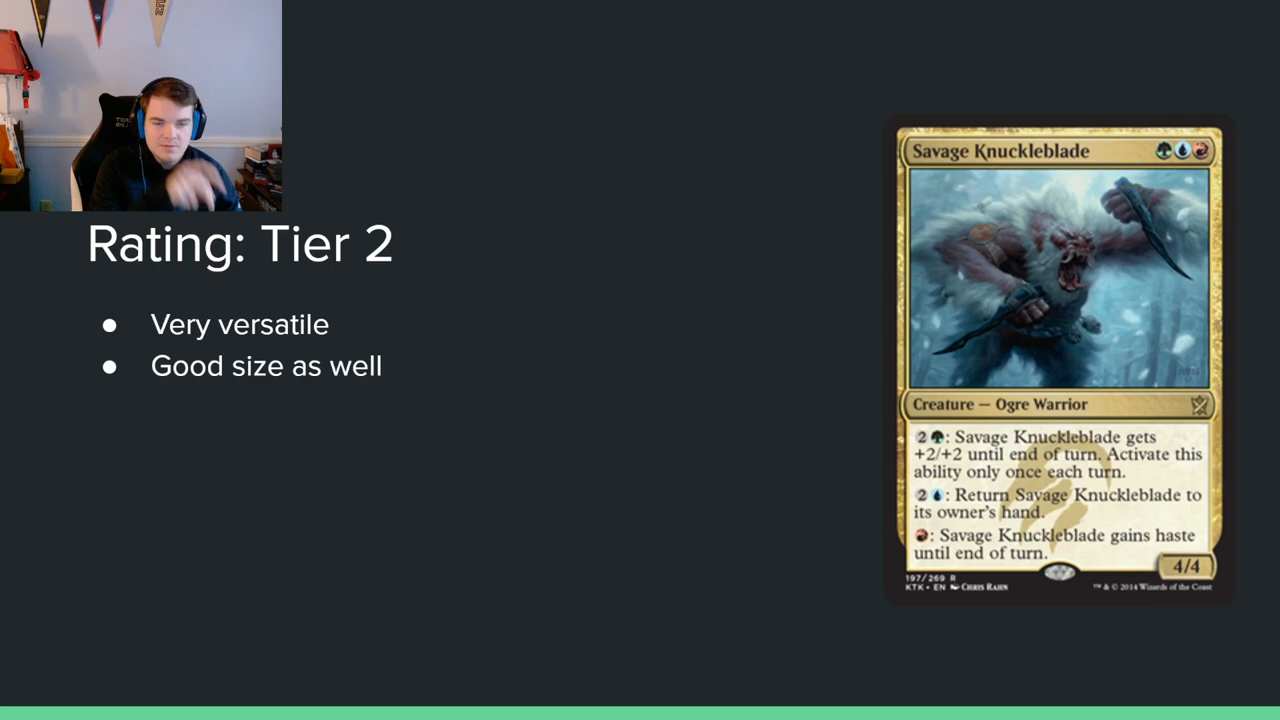 Rating: Tier 2
● Very versatile
● Good size as well
Savage Knuckleblade
Creature — Ogre Warrior
2 : Savage Knuckleblade gets
+2/+2 until end of turn. Activate this
ability only once each turn.
2 : Return Savage Knuckleblade to
its owner's hand.
: Savage Knuckleblade gains haste
until end of turn.
4/4
197/269 R
KTK • EN Chris Rahn
™ & © 2014 Wizards of the Coast